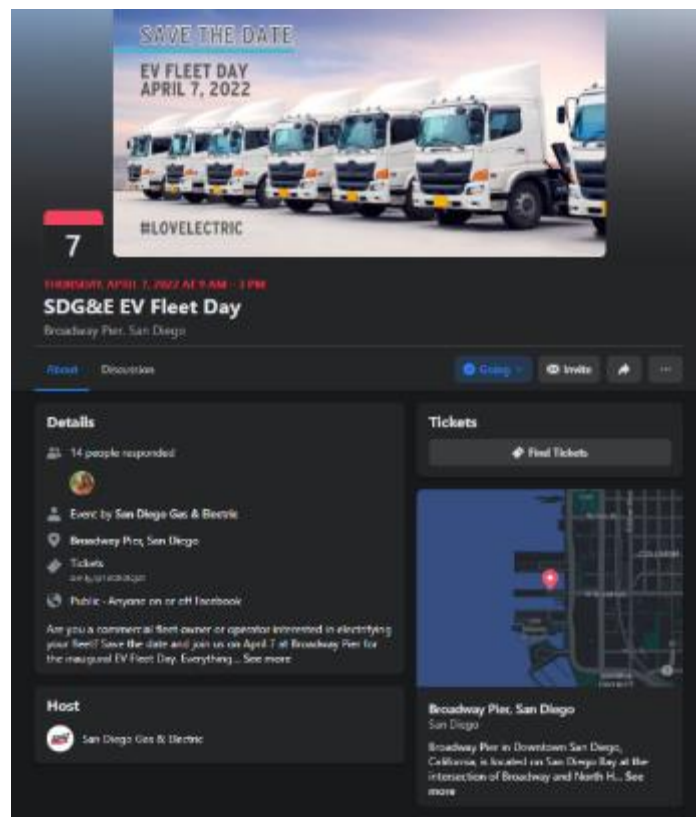 SAVE THE DATE
EV FLEET DAY
APRIL 7, 2022
#LOVELECTRIC
7
THURSDAY, APRIL 7, 2022 AT 9 AM – 3 PM
SDG&E EV Fleet Day
Broadway Pier, San Diego
About
Discussion
Going
Invite
Details
14 people responded
Event by San Diego Gas & Electric
Broadway Pier, San Diego
Tickets
Public · Anyone on or off Facebook
Are you a commercial fleet owner or operator interested in electrifying
your fleet? Save the date and join us on April 7 at Broadway Pier for
the inaugural EV Fleet Day. Everything... See more
Host
San Diego Gas & Electric
Tickets
Find Tickets
Broadway Pier, San Diego
San Diego
Broadway Pier in Downtown San Diego,
California, is located on San Diego Bay at the
intersection of Broadway and North H... See
more